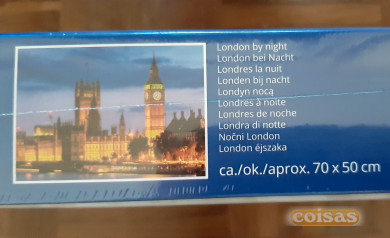 London by night
London bei Nacht
Londres la nuit
Londen bij nacht
Londyn nocą
Londres à noite
Londres de noche
Londra di notte
Nočni London
London éjszaka
ca./ok./aprox. 70 x 50 cm
coisas